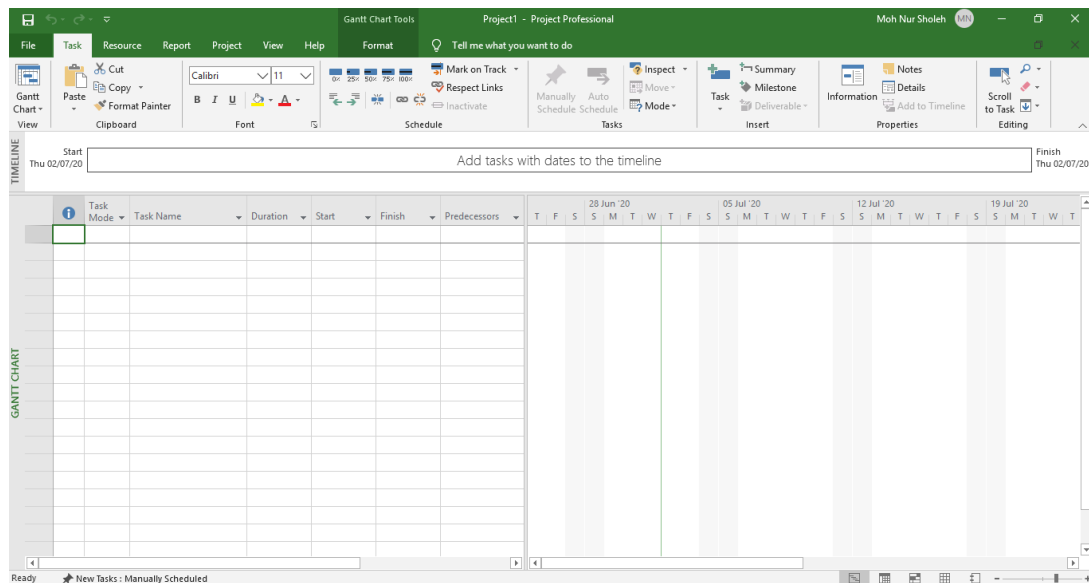 Gantt Chart Tools Project1 - Project Professional Moh Nur Sholeh MN
File Task Resource Report Project View Help Format Tell me what you want to do
Gantt Chart
View
Paste
Cut
Copy
Format Painter
Clipboard
Calibri 11
B I U A
Font
0% 25% 50% 75% 100%
Mark on Track
Respect Links
Inactivate
Schedule
Manually Schedule
Auto Schedule
Inspect
Move
Mode
Tasks
Task
Summary
Milestone
Deliverable
Insert
Information
Notes
Details
Add to Timeline
Properties
Scroll to Task
Editing
TIMELINE
Start
Thu 02/07/20
Add tasks with dates to the timeline
Finish
Thu 02/07/20
Task Mode Task Name Duration Start Finish Predecessors
28 Jun '20 05 Jul '20 12 Jul '20 19 Jul '20
T F S S M T W T F S S M T W T F S S M T W T F S S M T W T
GANTT CHART
Ready New Tasks : Manually Scheduled